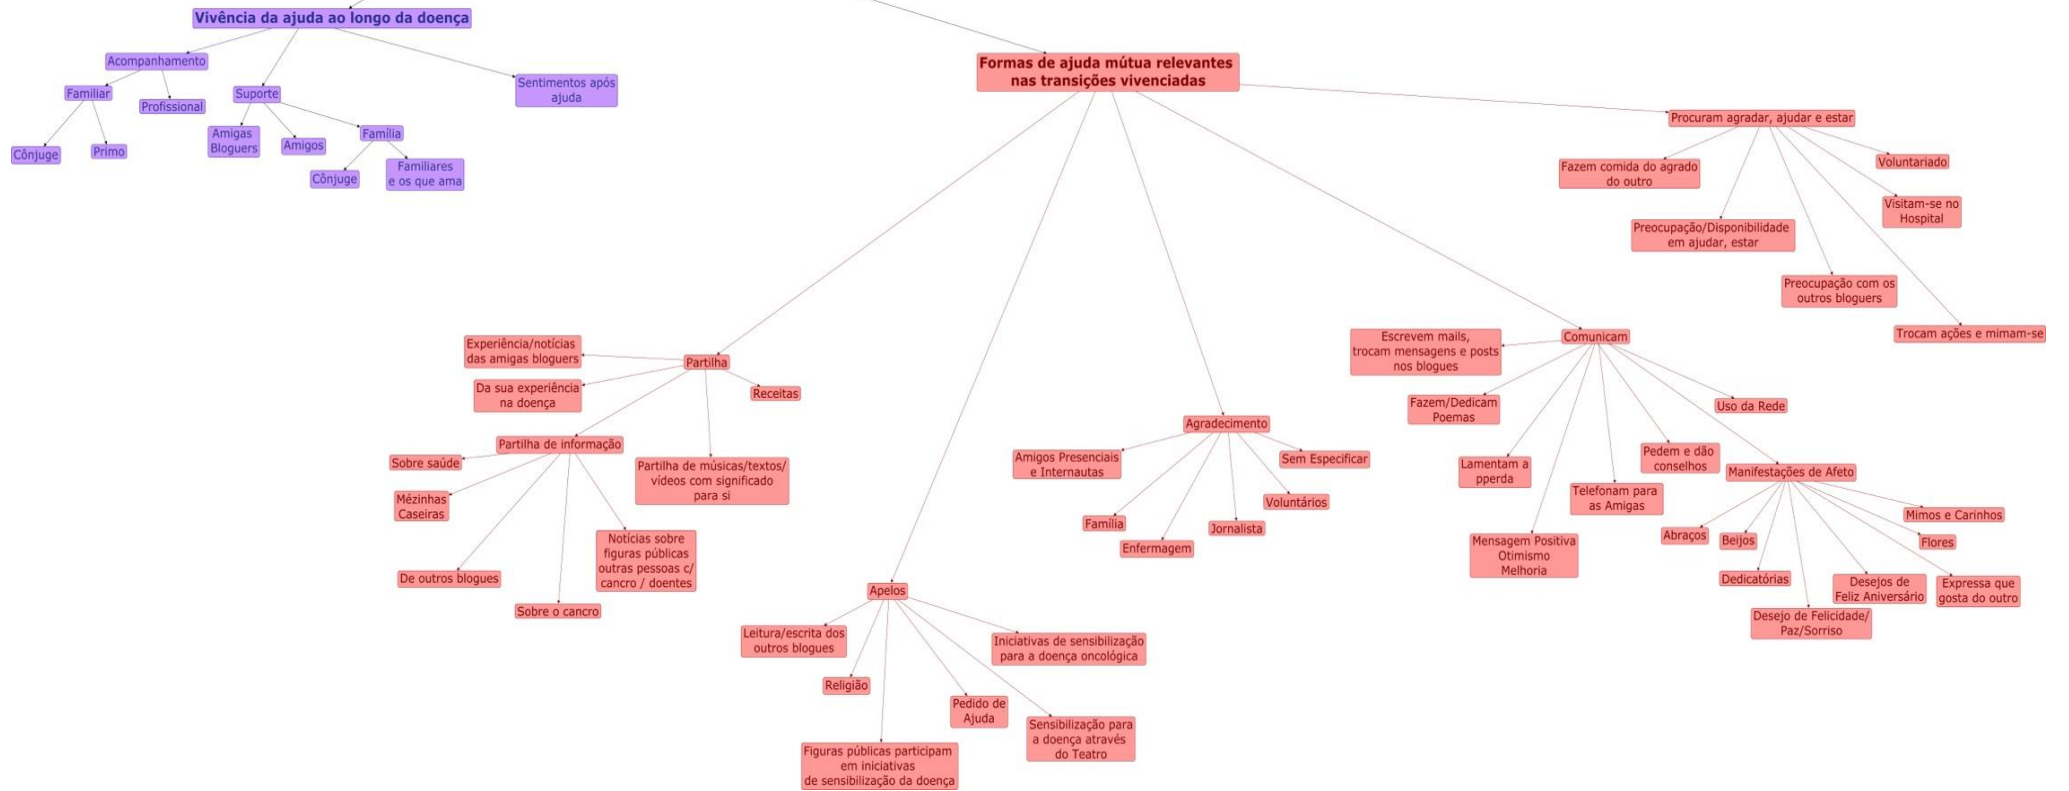 Vivência da ajuda ao longo da doença
Acompanhamento
Familiar
Profissional
Cônjuge
Primo
Suporte
Amigas
Bloguers
Amigos
Família
Cônjuge
Familiares
e os que ama
Sentimentos após
ajuda
Formas de ajuda mútua relevantes
nas transições vivenciadas
Partilha
Experiência/notícias
das amigas bloguers
Da sua experiência
na doença
Receitas
Partilha de informação
Sobre saúde
Mézinhas
Caseiras
De outros blogues
Sobre o cancro
Notícias sobre
figuras públicas
outras pessoas c/
cancro / doentes
Partilha de músicas/textos/
vídeos com significado
para si
Apelos
Leitura/escrita dos
outros blogues
Religião
Figuras públicas participam
em iniciativas
de sensibilização da doença
Pedido de
Ajuda
Sensibilização para
a doença através
do Teatro
Iniciativas de sensibilização
para a doença oncológica
Agradecimento
Amigos Presenciais
e Internautas
Família
Enfermagem
Jornalista
Voluntários
Sem Especificar
Comunicam
Escrevem mails,
trocam mensagens e posts
nos blogues
Fazem/Dedicam
Poemas
Lamentam a
pperda
Mensagem Positiva
Otimismo
Melhoria
Telefonam para
as Amigas
Pedem e dão
conselhos
Uso da Rede
Manifestações de Afeto
Abraços
Beijos
Dedicatórias
Desejo de Felicidade/
Paz/Sorriso
Desejos de
Feliz Aniversário
Expressa que
gosta do outro
Flores
Mimos e Carinhos
Procuram agradar, ajudar e estar
Fazem comida do agrado
do outro
Preocupação/Disponibilidade
em ajudar, estar
Preocupação com os
outros bloguers
Trocam ações e mimam-se
Visitam-se no
Hospital
Voluntariado